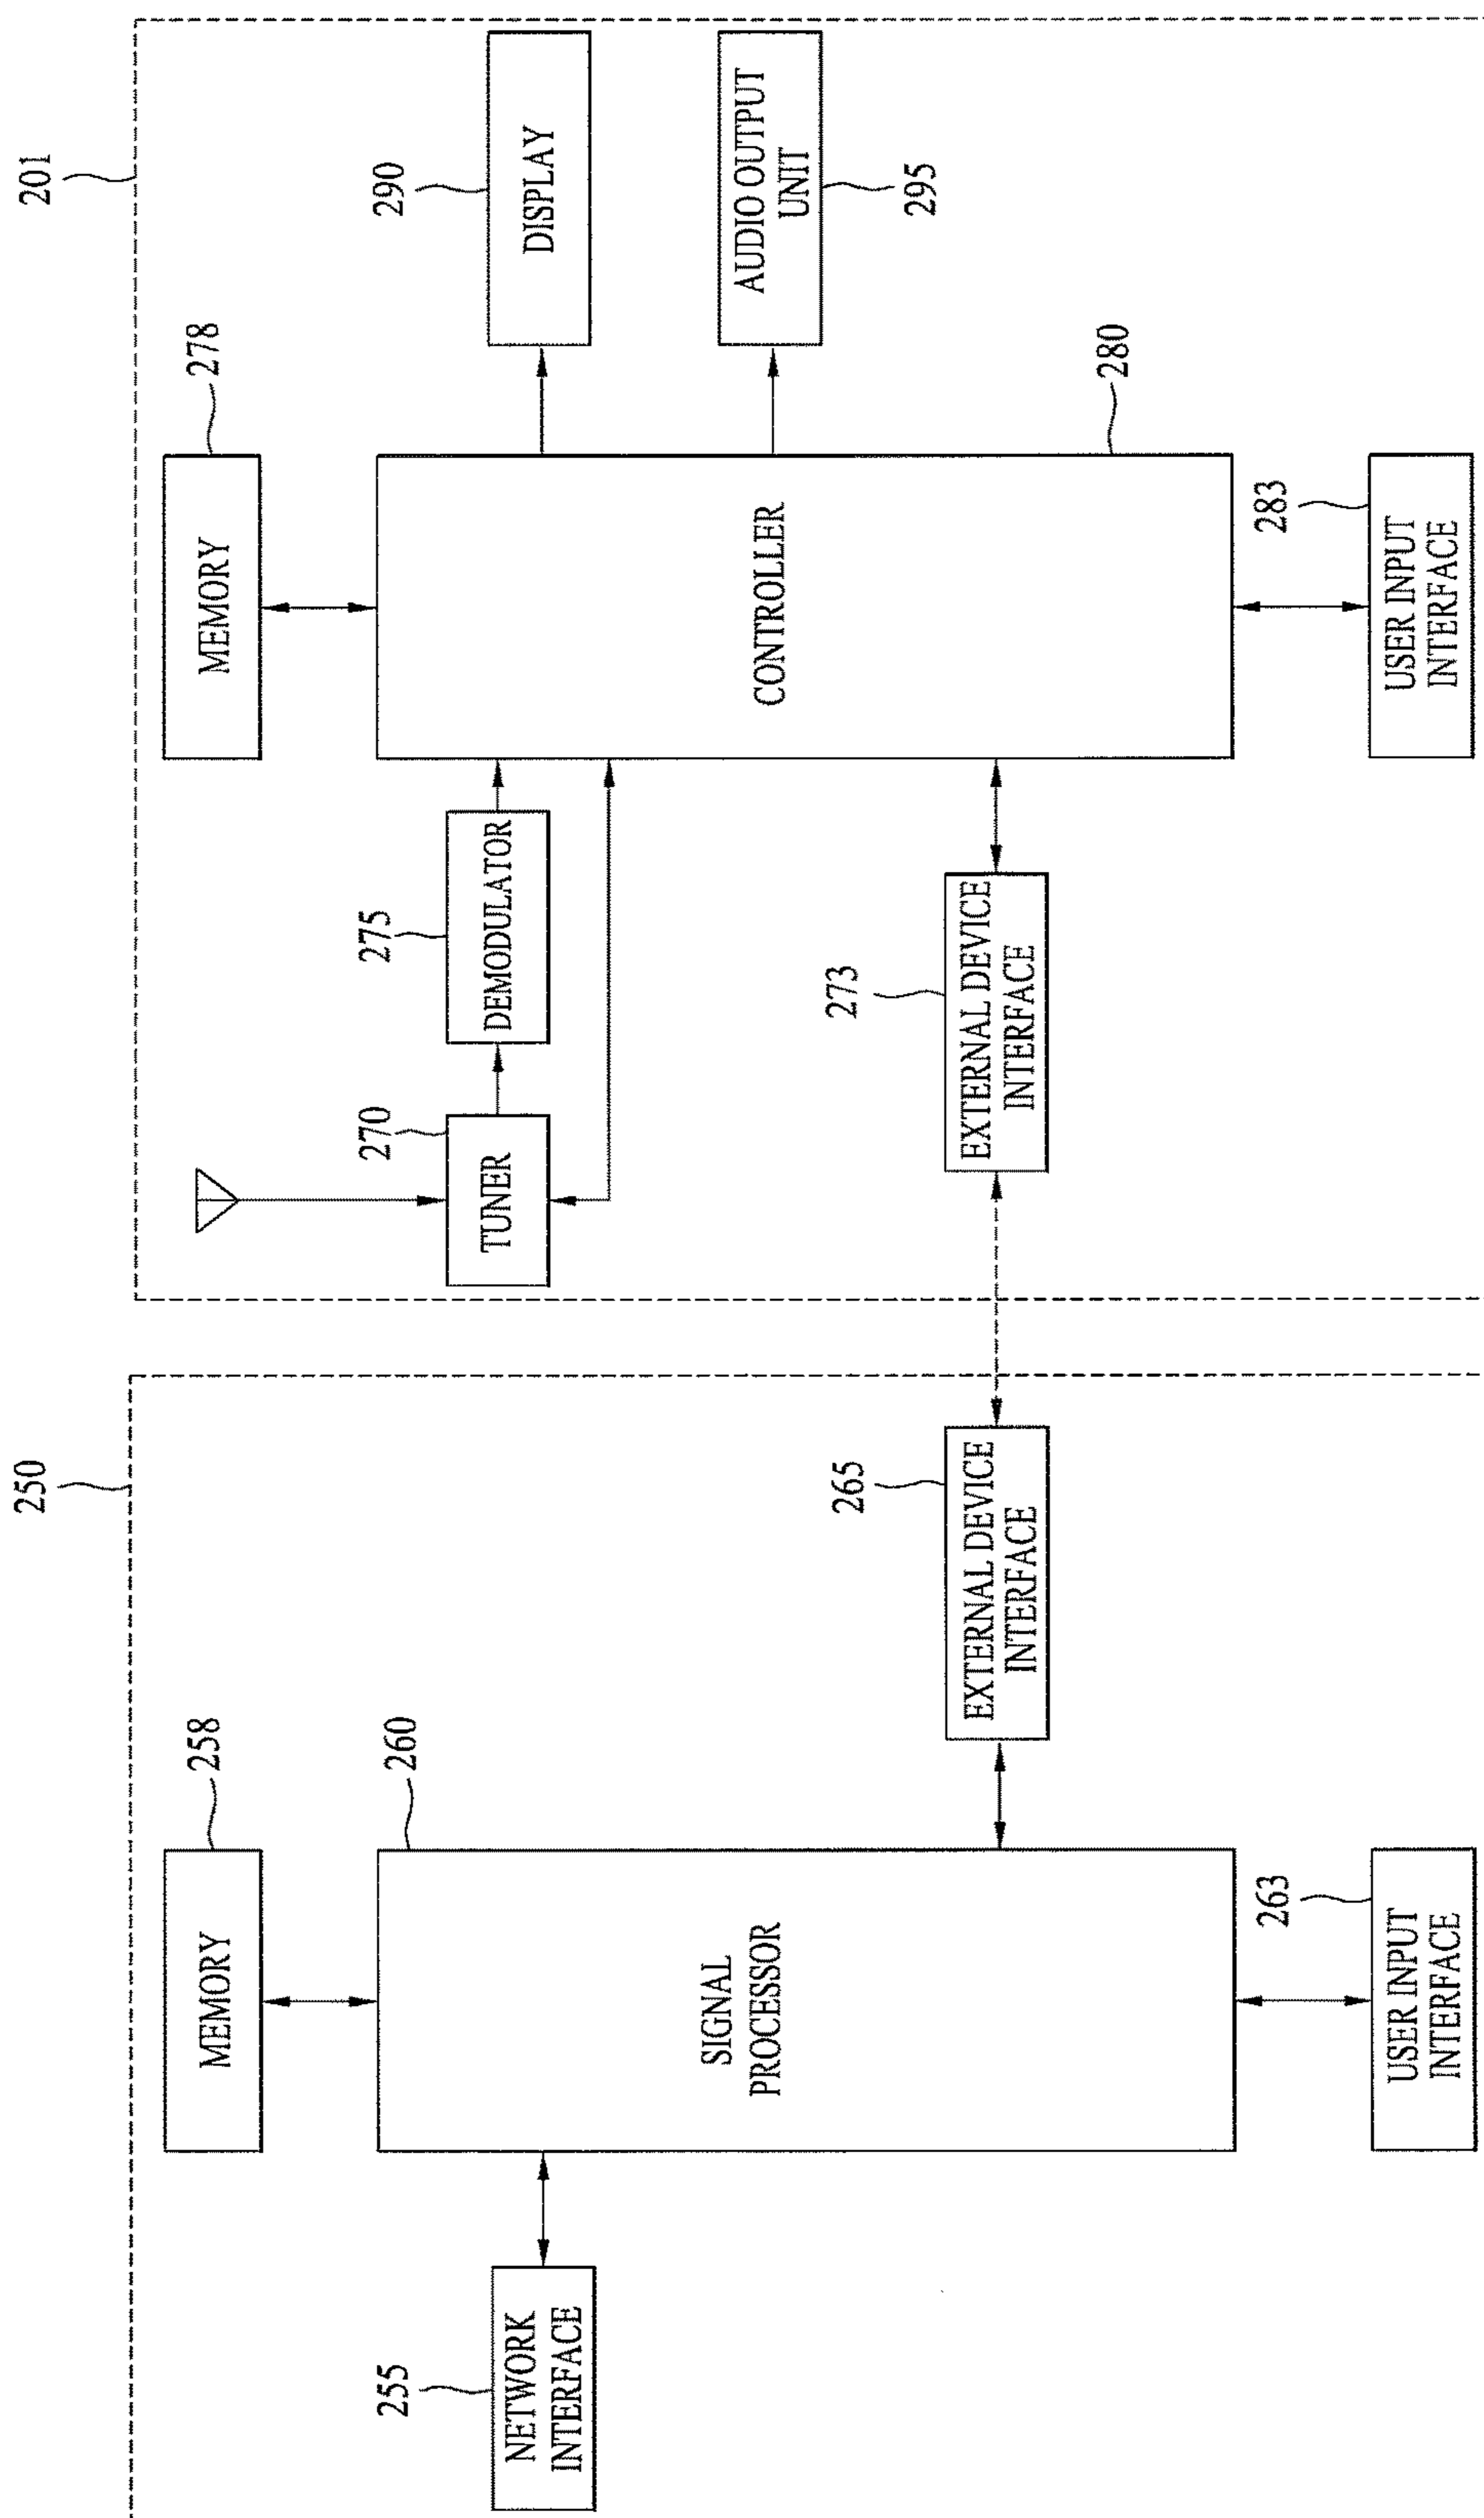 250
258
MEMORY
260
SIGNAL
PROCESSOR
255
NETWORK
INTERFACE
265
EXTERNAL DEVICE
INTERFACE
263
USER INPUT
INTERFACE
201
278
MEMORY
290
DISPLAY
270
TUNER
275
DEMODULATOR
CONTROLLER
AUDIO OUTPUT
UNIT
295
273
EXTERNAL DEVICE
INTERFACE
280
283
USER INPUT
INTERFACE